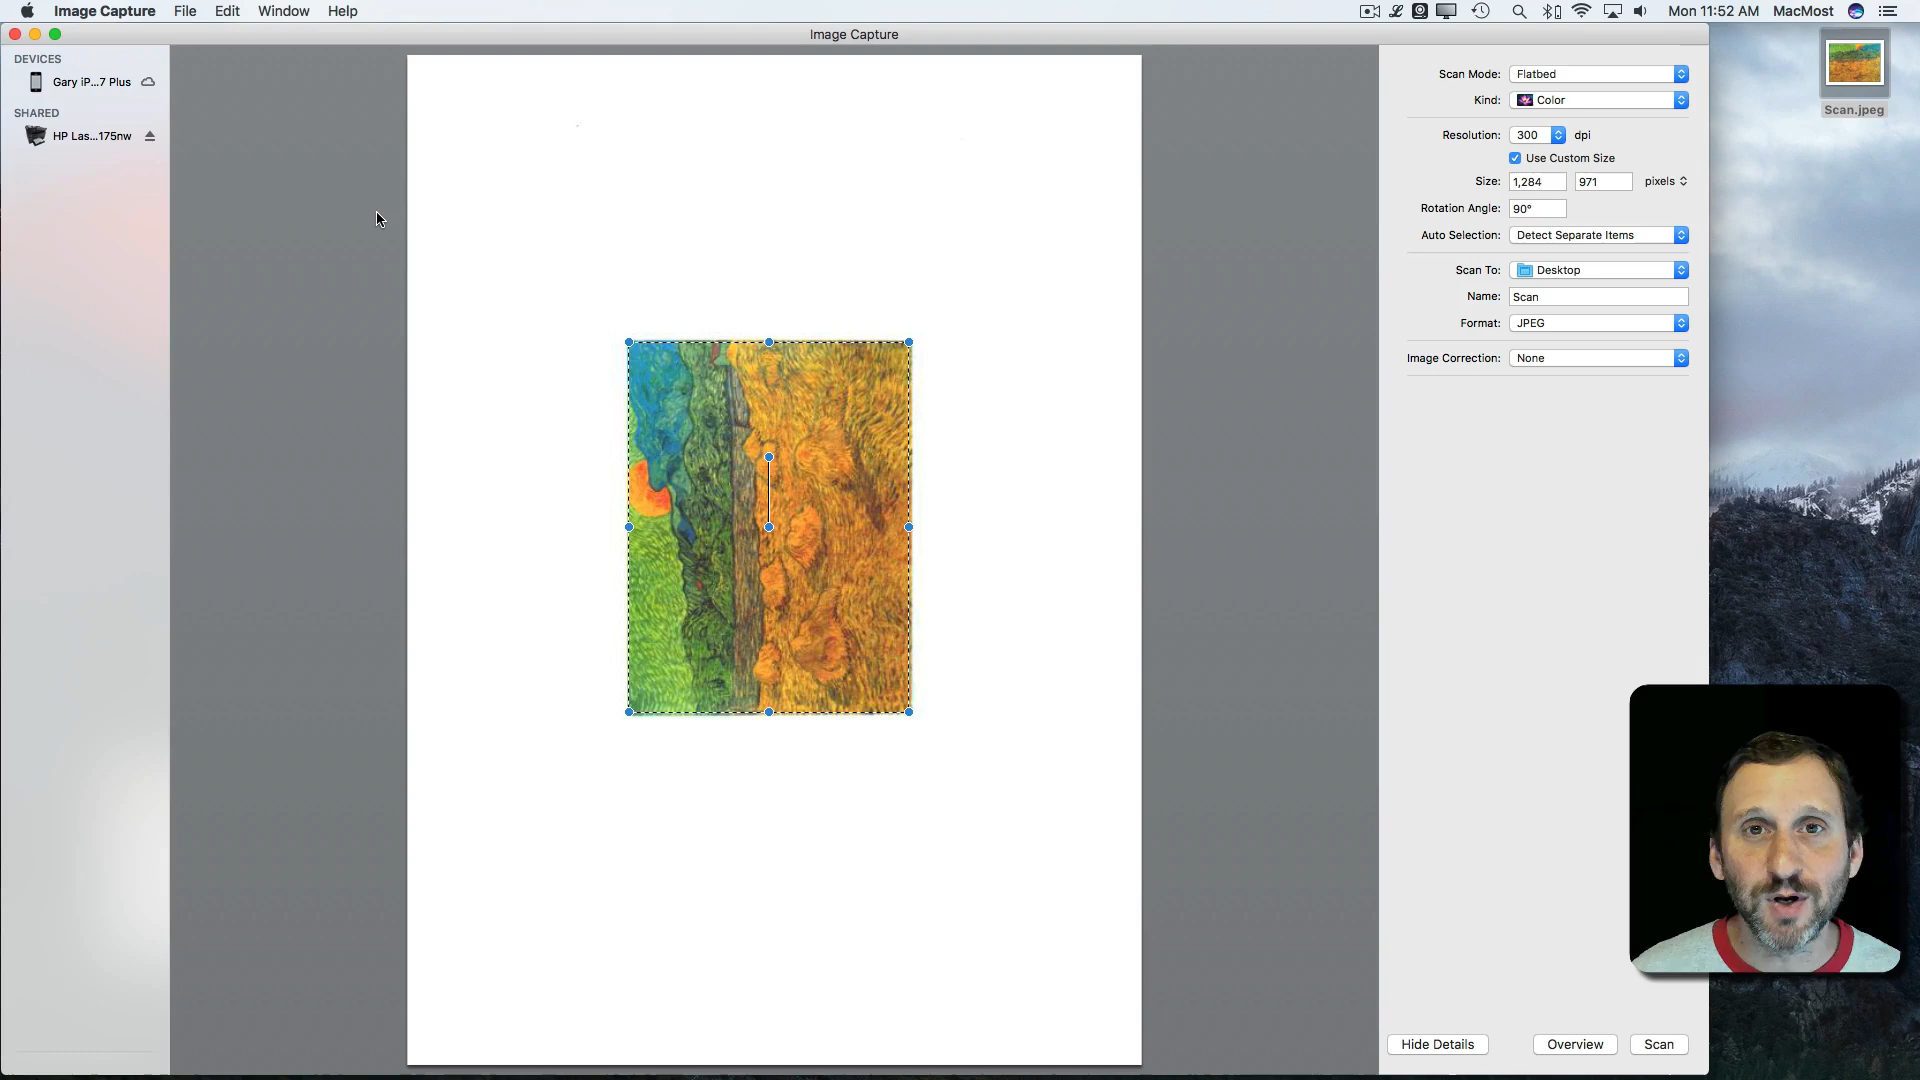 Image Capture File Edit Window Help Mon 11:52 AM MacMost
Image Capture
DEVICES
Gary iP...7 Plus
SHARED
HP Las...175nw
Scan Mode: Flatbed
Kind: Color
Resolution: 300 dpi
Use Custom Size
Size: 1,284 971 pixels
Rotation Angle: 90°
Auto Selection: Detect Separate Items
Scan To: Desktop
Name: Scan
Format: JPEG
Image Correction: None
Hide Details Overview Scan
Scan.jpeg